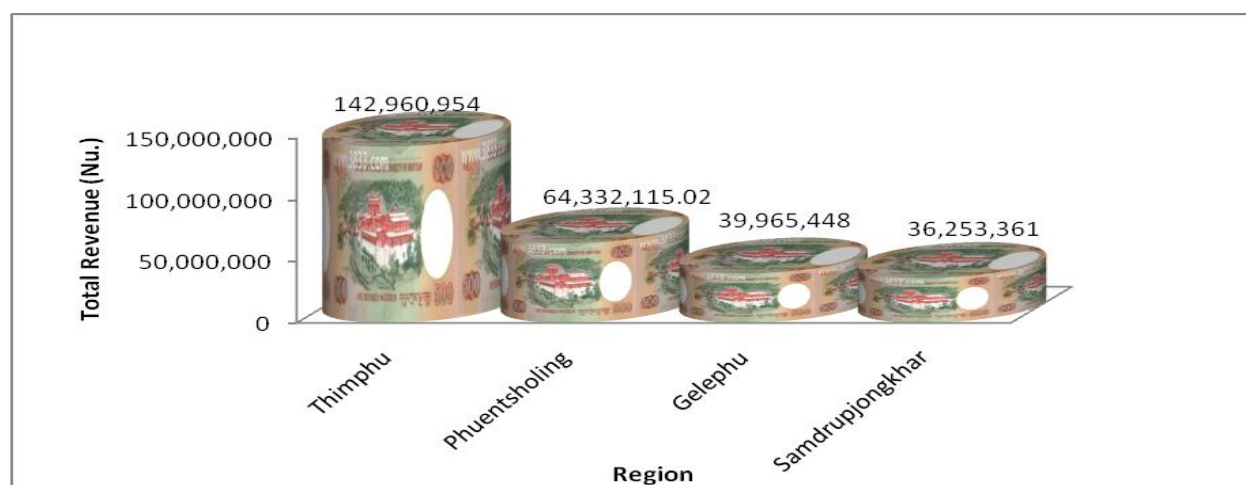 142,960,954
150,000,000
100,000,000
50,000,000
0
64,332,115.02
39,965,448
36,253,361
Total Revenue (Nu.)
Thimphu
Phuentsholing
Gelephu
Samdrupjongkhar
Region